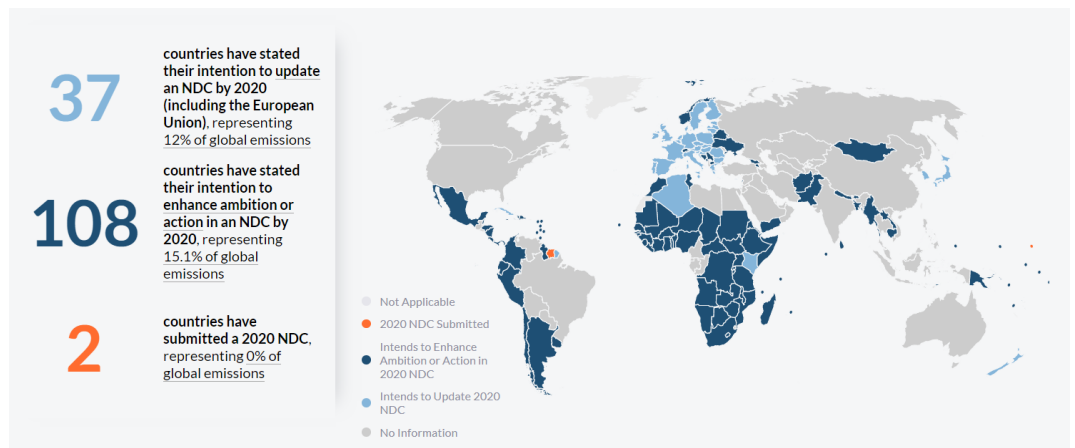 37
countries have stated
their intention to update
an NDC by 2020
(including the European
Union), representing
12% of global emissions
108
countries have stated
their intention to
enhance ambition or
action in an NDC by
2020, representing
15.1% of global
emissions
2
countries have
submitted a 2020 NDC,
representing 0% of
global emissions
Not Applicable
2020 NDC Submitted
Intends to Enhance
Ambition or Action in
2020 NDC
Intends to Update 2020
NDC
No Information